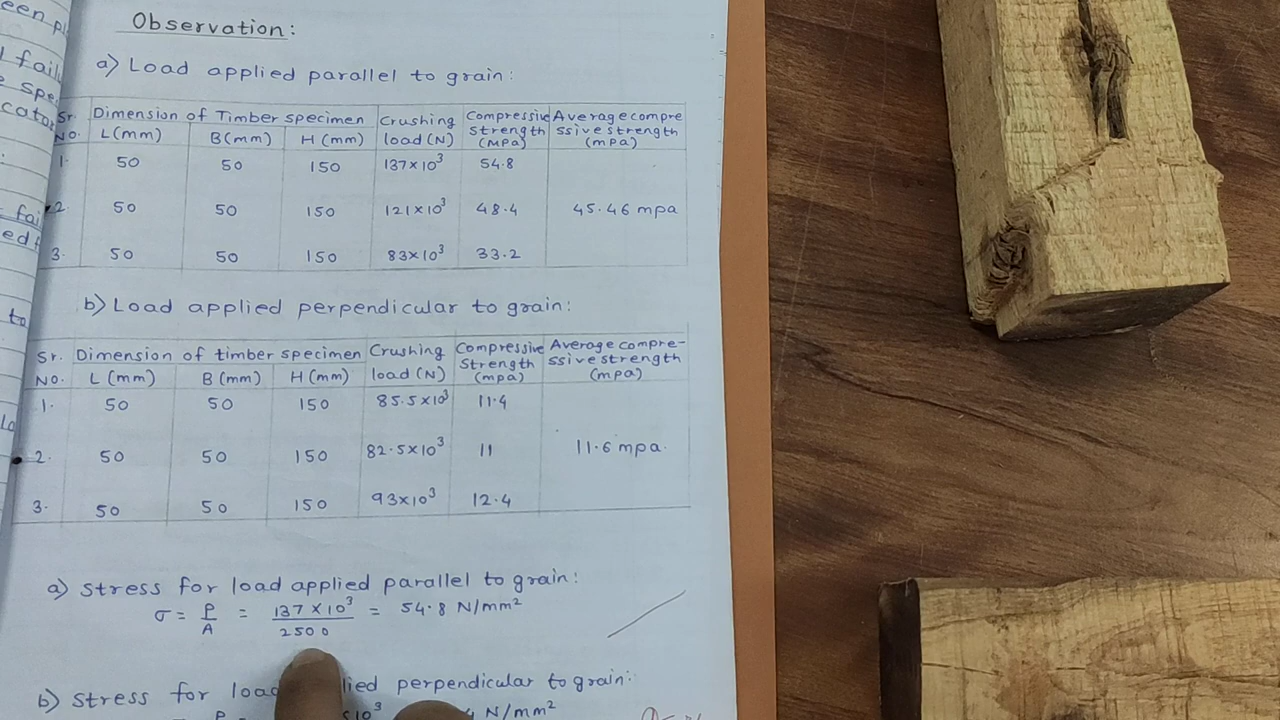 Observation:
a) Load applied parallel to grain:
Sr. No. Dimension of Timber specimen Crushing load (N) Compressive strength (MPa) Average compressive strength (mPa)
L (mm) B (mm) H (mm)
1. 50 50 150 137×10³ 54.8
2. 50 50 150 121×10³ 48.4 45.46 mpa
3. 50 50 150 83×10³ 33.2
b) Load applied perpendicular to grain:
Sr. No. Dimension of timber specimen Crushing load (N) Compressive Strength (mpa) Average compre-ssive strength (mpa)
L (mm) B (mm) H (mm)
1. 50 50 150 85.5×10³ 11.4
2. 50 50 150 82.5×10³ 11 11.6 mpa.
3. 50 50 150 93×10³ 12.4
a) stress for load applied parallel to grain:
σ = P/A = 137×10³/2500 = 54.8 N/mm²
b) stress for load perpendicular to grain:
N/mm²